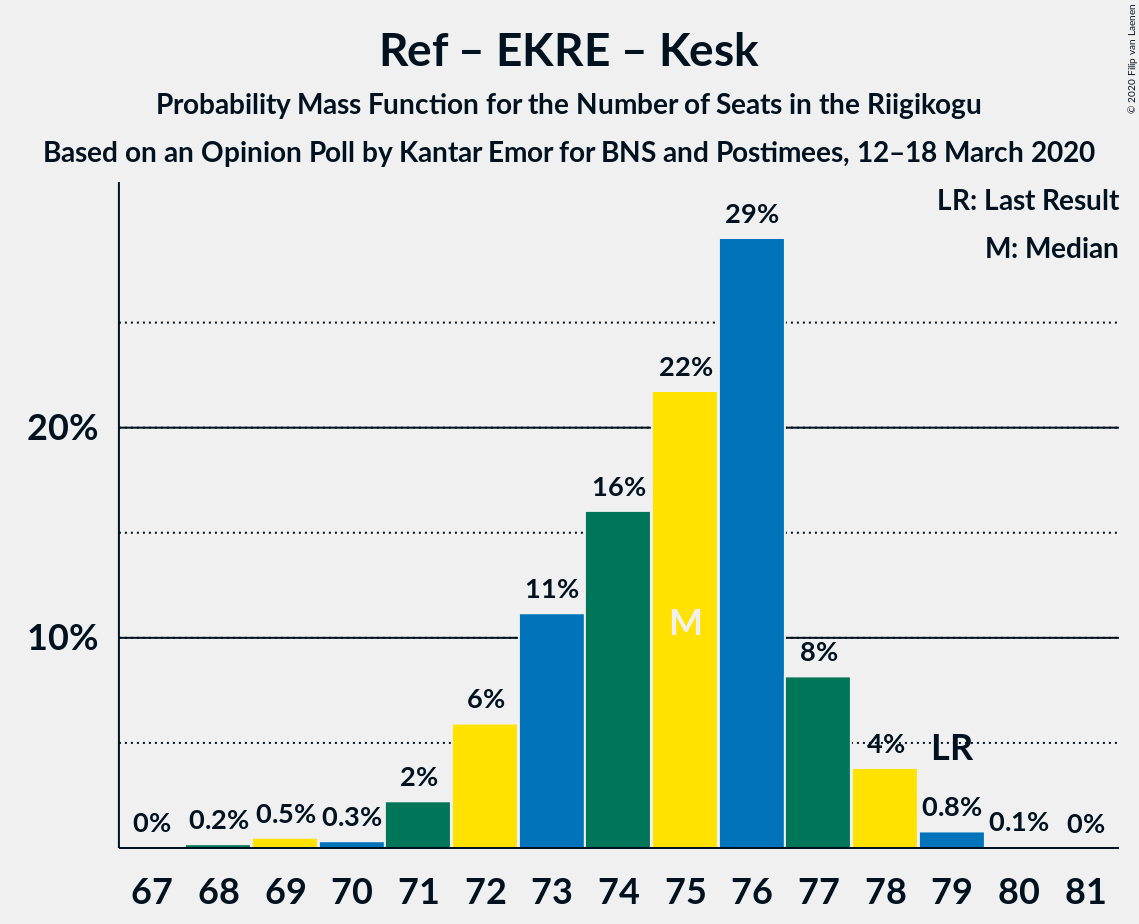 Ref – EKRE – Kesk
Probability Mass Function for the Number of Seats in the Riigikogu
Based on an Opinion Poll by Kantar Emor for BNS and Postimees, 12–18 March 2020
© 2020 Filip van Laenen
LR: Last Result
M: Median
29%
22%
20%
16%
11%
M
10%
8%
6%
4%
LR
2%
0%
0.2%
0.5%
0.3%
0.8%
0.1%
0%
67 68 69 70 71 72 73 74 75 76 77 78 79 80 81